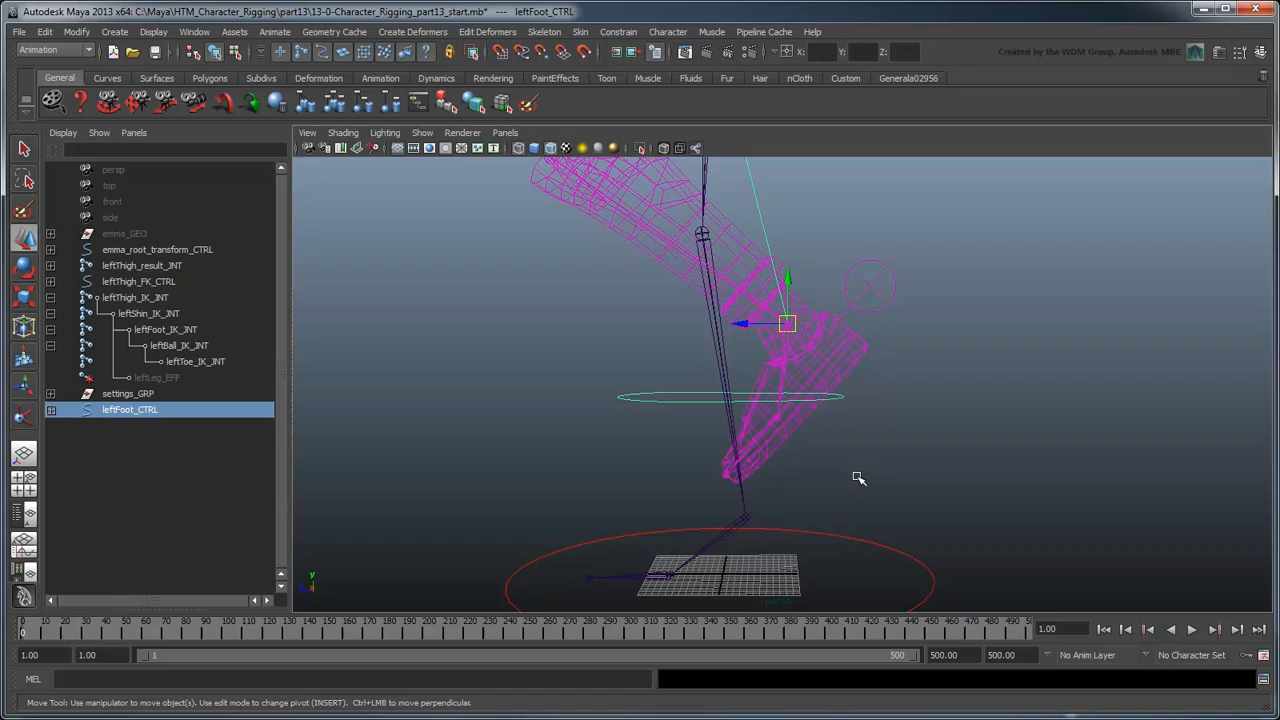 Autodesk Maya 2013 x64: C:\Maya\HTM_Character_Rigging\part13\13-0-Character_Rigging_part13_start.mb* --- leftFoot_CTRL
File Edit Modify Create Display Window Assets Animate Geometry Cache Create Deformers Edit Deformers Skeleton Skin Constrain Character Muscle Pipeline Cache Help
Animation X: Y: Z: Created by the WDM Group, Autodesk M&E
General Curves Surfaces Polygons Subdivs Deformation Animation Dynamics Rendering PaintEffects Toon Muscle Fluids Fur Hair nCloth Custom Generala02956
Display Show Panels
View Shading Lighting Show Renderer Panels
persp
top
front
side
emma_GEO
emma_root_transform_CTRL
leftThigh_result_JNT
leftThigh_FK_CTRL
leftThigh_IK_JNT
leftShin_IK_JNT
leftFoot_IK_JNT
leftBall_IK_JNT
leftToe_IK_JNT
leftLeg_EFF
settings_GRP
leftFoot_CTRL
y
persp
0 10 20 30 40 50 60 70 80 90 100 110 120 130 140 150 160 170 180 190 200 210 220 230 240 250 260 270 280 290 300 310 320 330 340 350 360 370 380 390 400 410 420 430 440 450 460 470 480 490 50
0
1.00
1.00 1.00 1 500 500.00 500.00 No Anim Layer No Character Set
MEL
Move Tool: Use manipulator to move object(s). Use edit mode to change pivot (INSERT). Ctrl+LMB to move perpendicular.